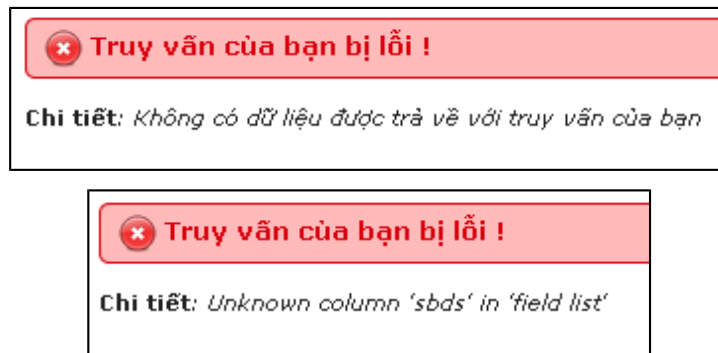 Truy vấn của bạn bị lỗi !
Chi tiết: Không có dữ liệu được trả về với truy vấn của bạn
Truy vấn của bạn bị lỗi !
Chi tiết: Unknown column ‘sbds’ in ‘field list’